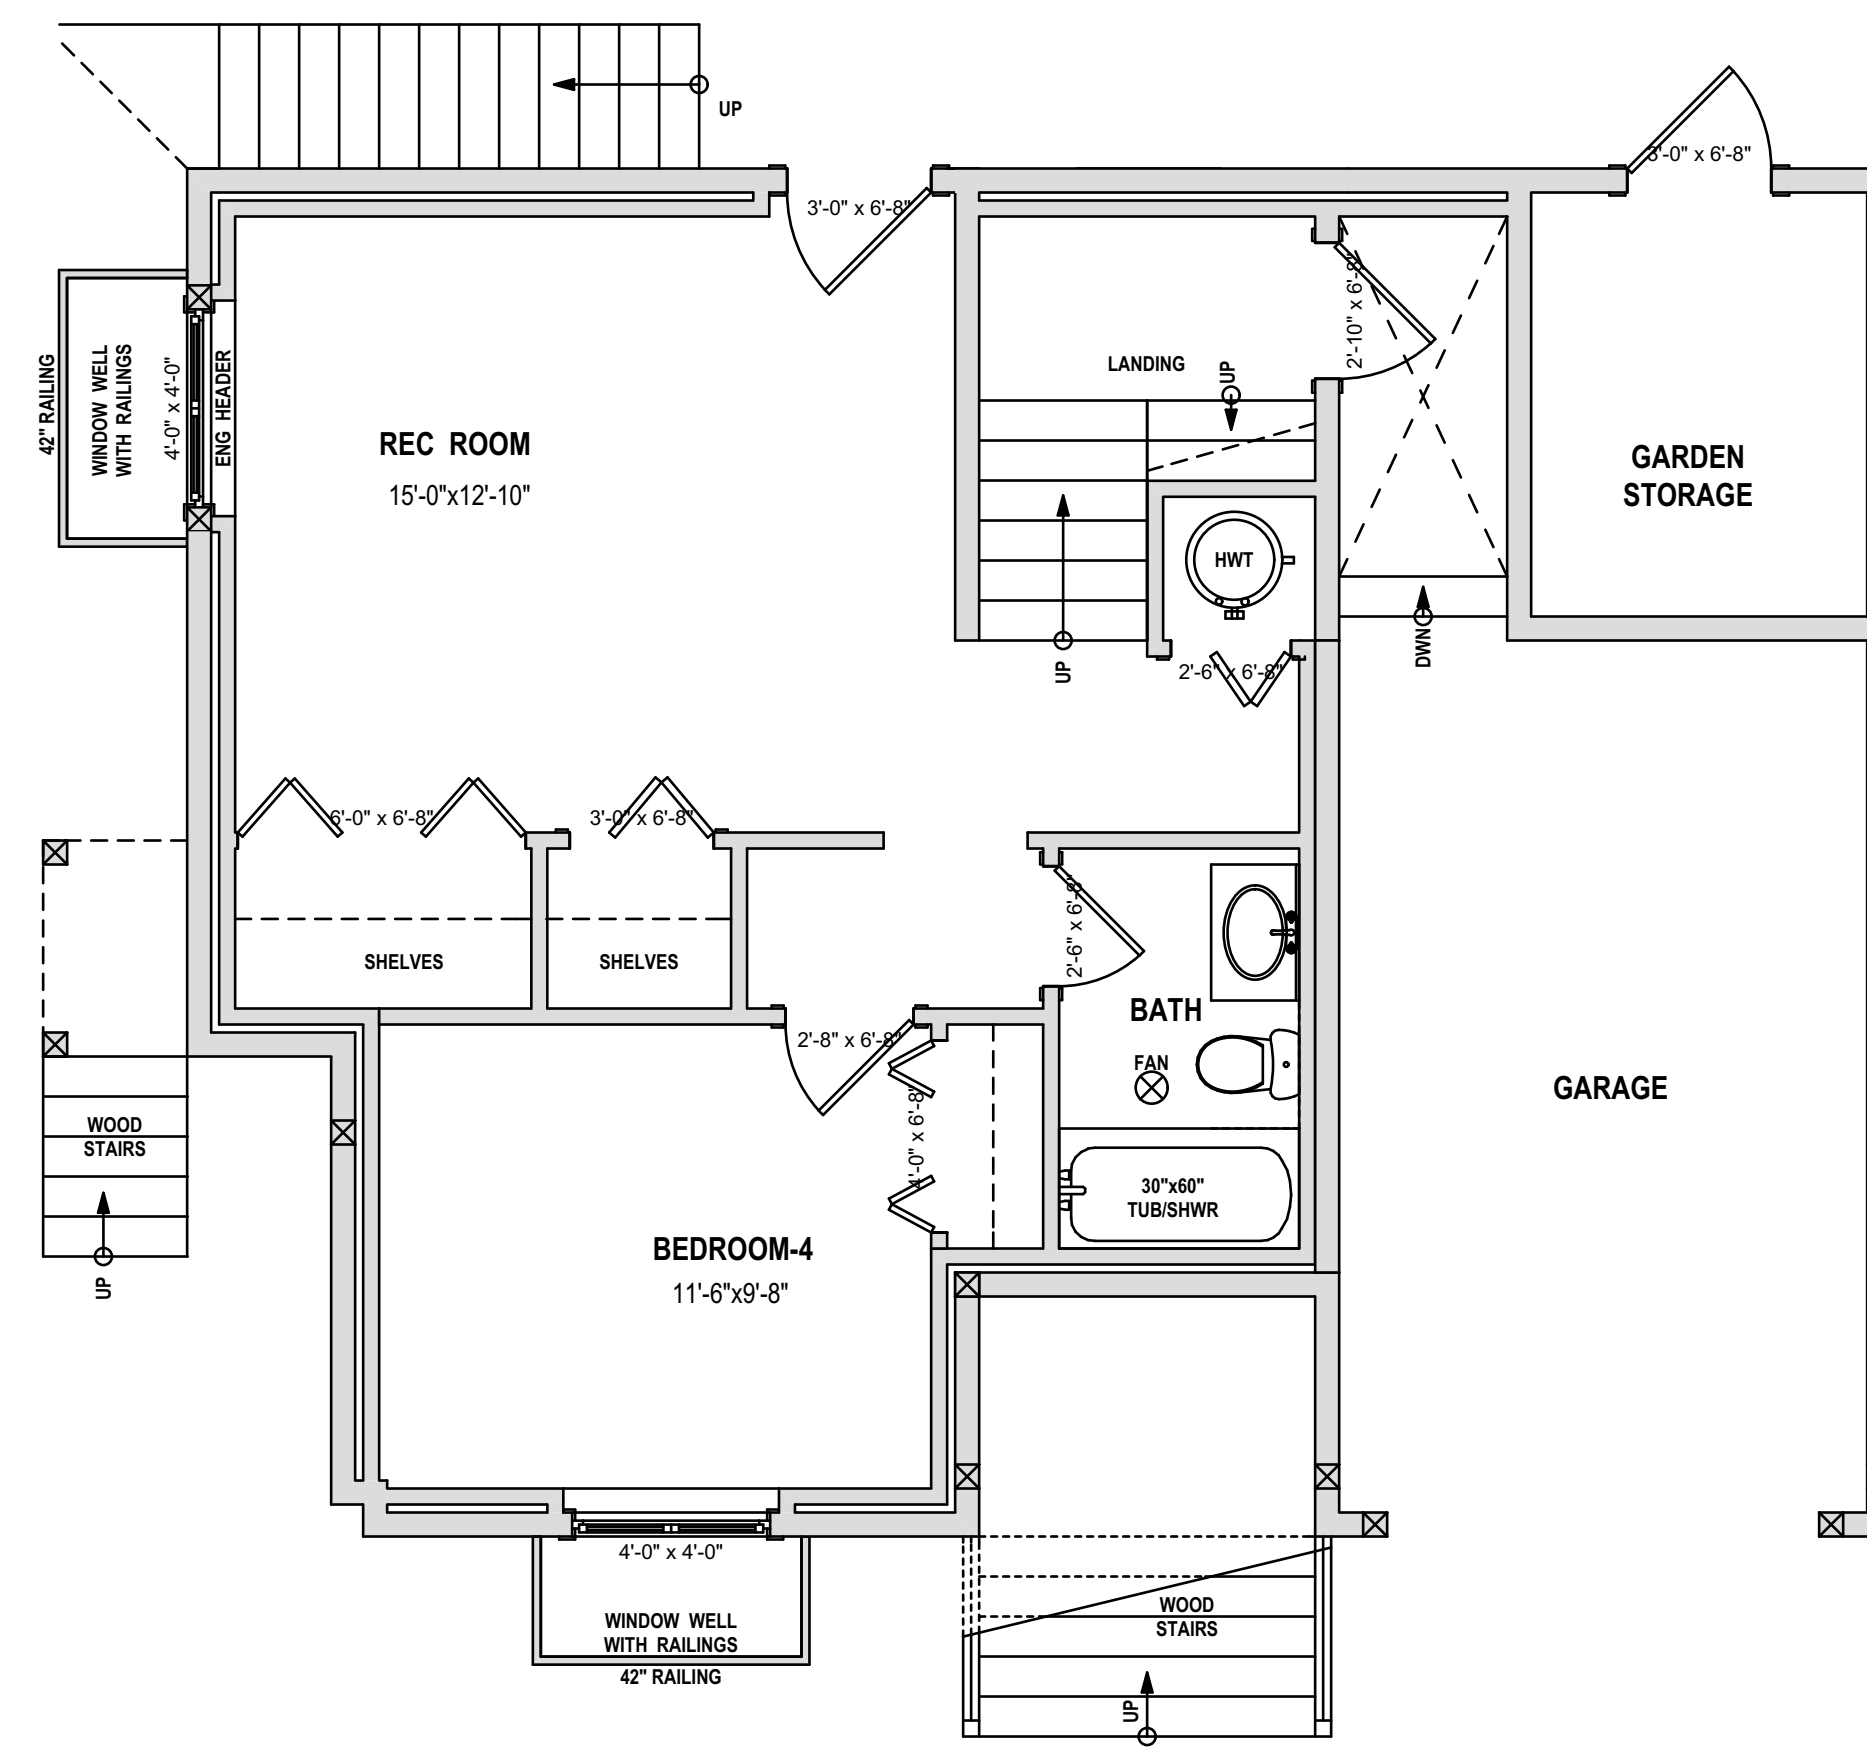 UP
3'-0" x 6'-8"
3'-0" x 6'-8"
2'-10" x 6'-8"
LANDING
UP
42" RAILING
WINDOW WELL
WITH RAILINGS
4'-0" x 4'-0"
ENG HEADER
REC ROOM
15'-0"x12'-10"
GARDEN
STORAGE
HWT
UP
2'-6" x 6'-8"
DWN
6'-0" x 6'-8"
3'-0" x 6'-8"
SHELVES
SHELVES
2'-6" x 6'-8"
BATH
FAN
2'-8" x 6'-8"
4'-0" x 6'-8"
GARAGE
WOOD
STAIRS
UP
30"x60"
TUB/SHWR
BEDROOM-4
11'-6"x9'-8"
4'-0" x 4'-0"
WINDOW WELL
WITH RAILINGS
42" RAILING
WOOD
STAIRS
UP